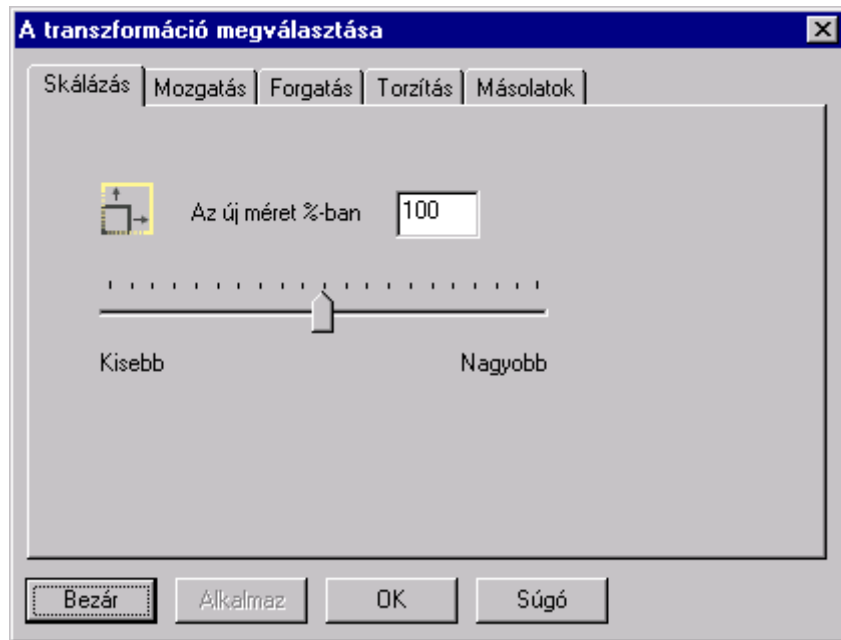 A transzformáció megválasztása
Skálázás Mozgatás Forgatás Torzítás Másolatok
Az új méret %-ban 100
Kisebb Nagyobb
Bezár Alkalmaz OK Súgó